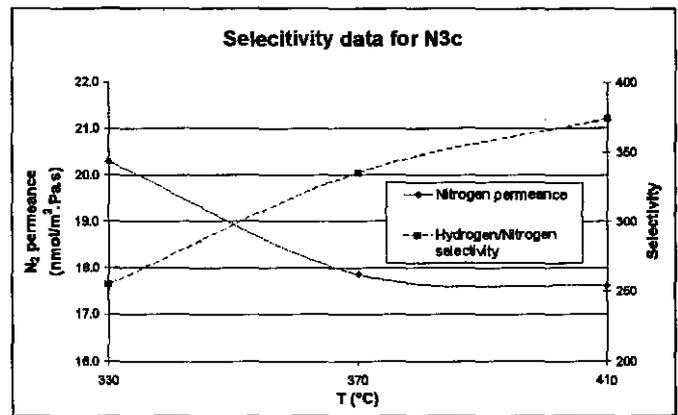 Selecitivity data for N3c
22.0
21.0
20.0
19.0
18.0
17.0
16.0
N₂ permeance
(nmol/m².Pa.s)
400
350
300
250
200
Selectivity
Nitrogen permeance
Hydrogen/Nitrogen
selectivity
330
370
410
T (°C)